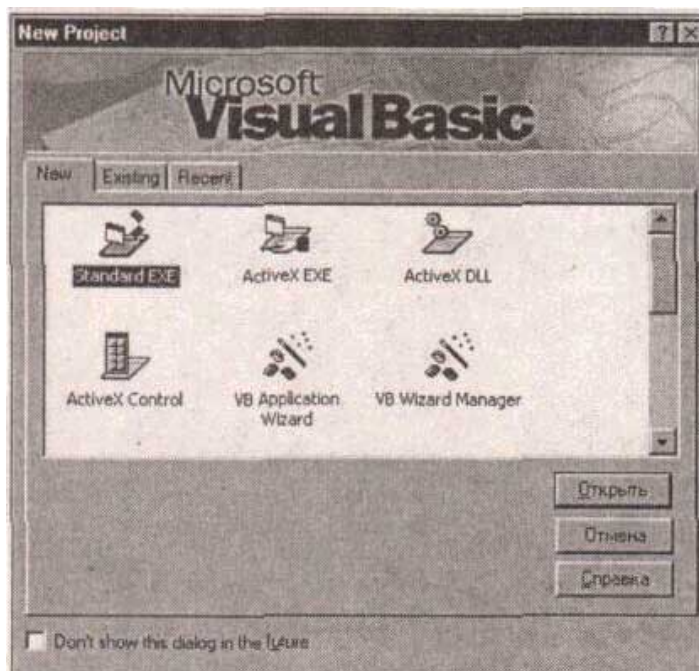 New Project
Microsoft
Visual Basic
New Existing Recent
Standard EXE ActiveX EXE ActiveX DLL
ActiveX Control VB Application VB Wizard Manager
Wizard
Открыть
Отмена
Справка
Don't show this dialog in the future